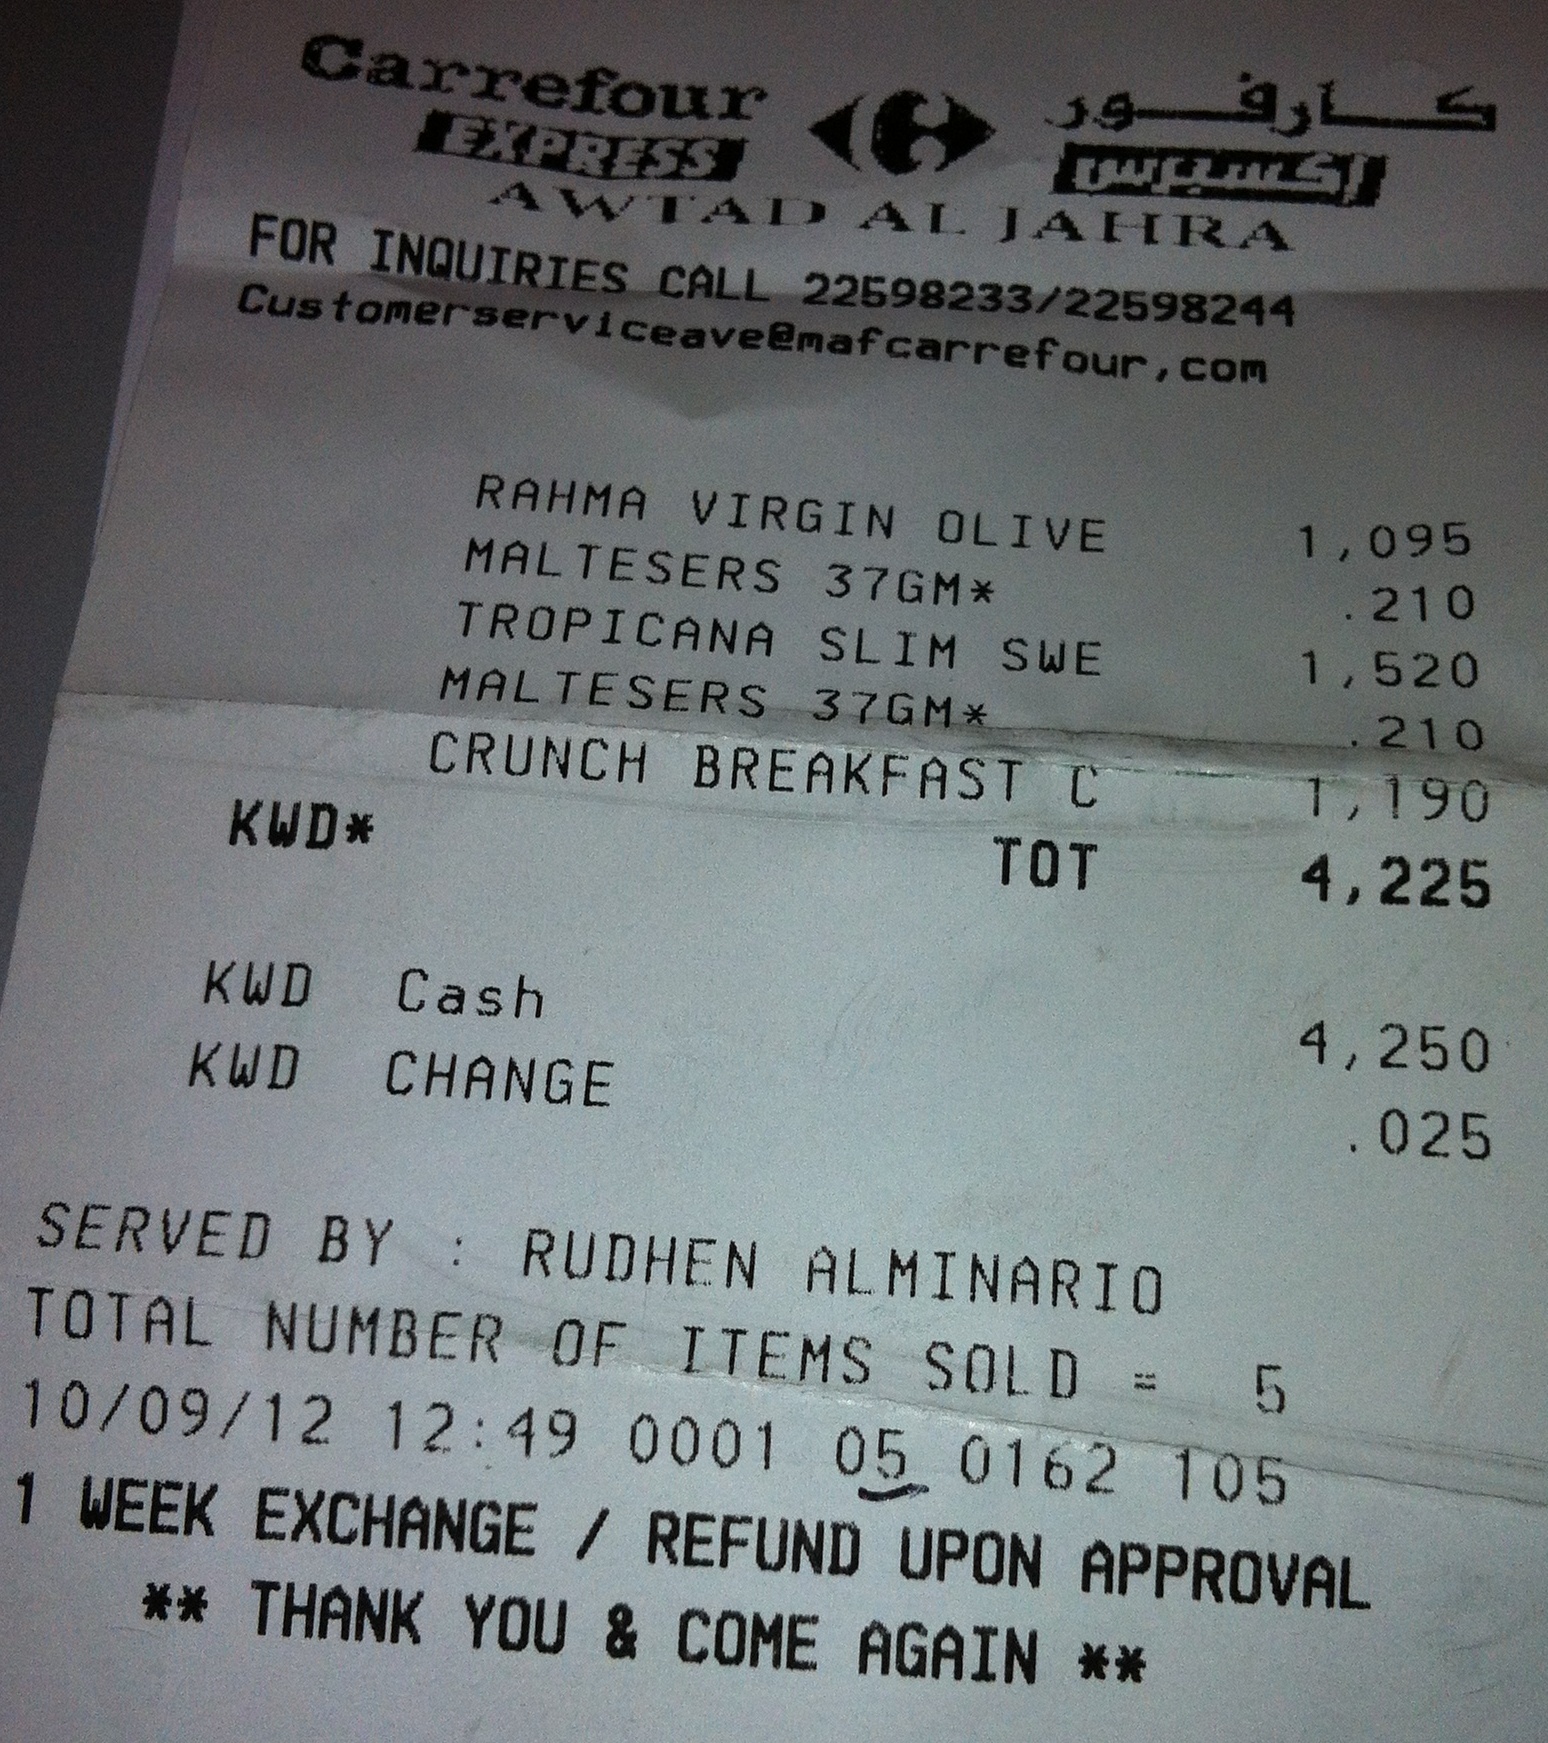 Carrefour كارفور
EXPRESS إكسبرس
AWTAD AL JAHRA
FOR INQUIRIES CALL 22598233/22598244
Customerserviceave@mafcarrefour,com
RAHMA VIRGIN OLIVE 1,095
MALTESERS 37GM* .210
TROPICANA SLIM SWE 1,520
MALTESERS 37GM* .210
CRUNCH BREAKFAST C 1,190
KWD* TOT 4,225
KWD Cash 4,250
KWD CHANGE .025
SERVED BY : RUDHEN ALMINARIO
TOTAL NUMBER OF ITEMS SOLD = 5
10/09/12 12:49 0001 05 0162 105
1 WEEK EXCHANGE / REFUND UPON APPROVAL
** THANK YOU & COME AGAIN **